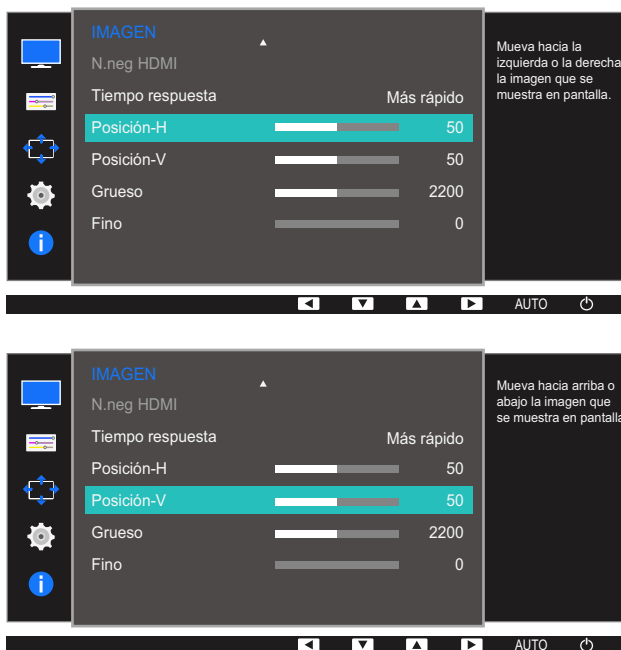 IMAGEN
N.neg HDMI
Tiempo respuesta Más rápido
Posición-H 50
Posición-V 50
Grueso 2200
Fino 0
Mueva hacia la
izquierda o la derecha
la imagen que se
muestra en pantalla.
AUTO
IMAGEN
N.neg HDMI
Tiempo respuesta Más rápido
Posición-H 50
Posición-V 50
Grueso 2200
Fino 0
Mueva hacia arriba o
abajo la imagen que
se muestra en pantalla
AUTO